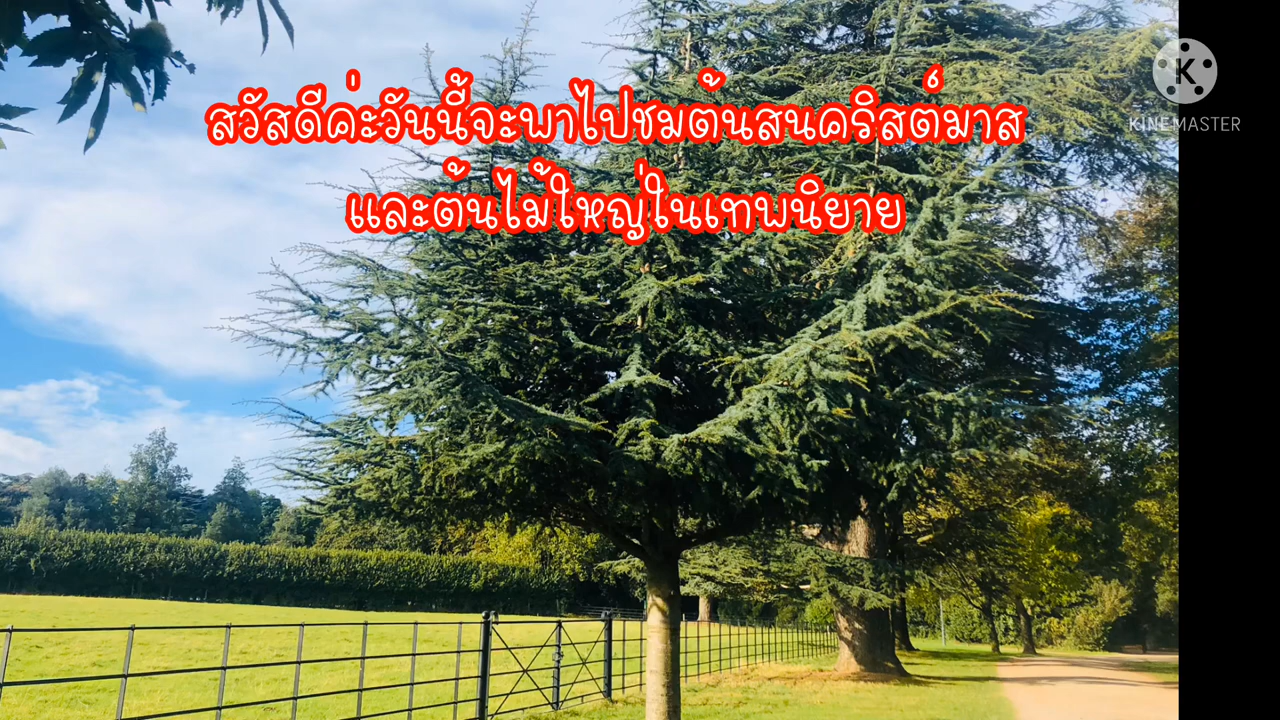 สวัสดีค่ะวันนี้จะพาไปชมต้นสนคริสต์มาส
และต้นไม้ใหญ่ในเทพนิยาย
K
KINEMASTER